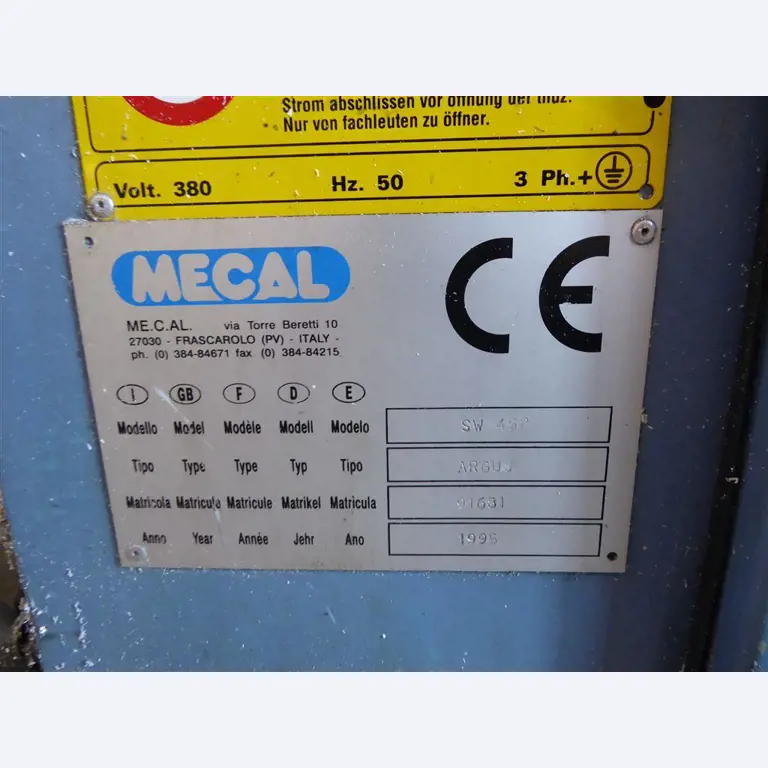 Strom abschlissen vor öffnung der
Nur von fachleuten zu öffner.
Volt. 380 Hz. 50 3 Ph.+
MECAL CE
ME.C.AL. via Torre Beretti 10
27030 - FRASCAROLO (PV) - ITALY -
ph. (0) 384-84671 fax (0) 384-84215
I GB F D E
Modello Model Modèle Modell Modelo SW
Tipo Type Type Typ Tipo ARGUS
Matricola Matricula Matricule Matrikel Matrìcula
Anno Year Année Jehr Ano 1995